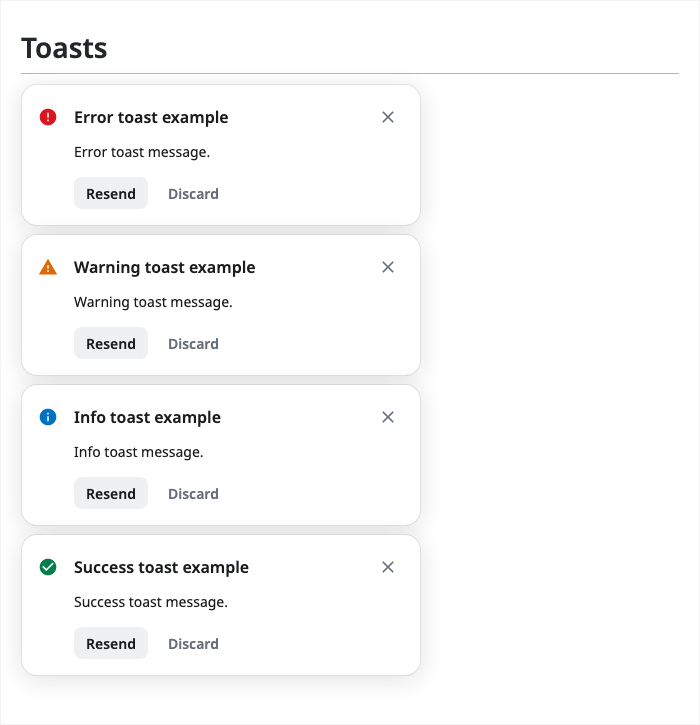 Toasts
Error toast example
Error toast message.
Resend Discard
Warning toast example
Warning toast message.
Resend Discard
Info toast example
Info toast message.
Resend Discard
Success toast example
Success toast message.
Resend Discard